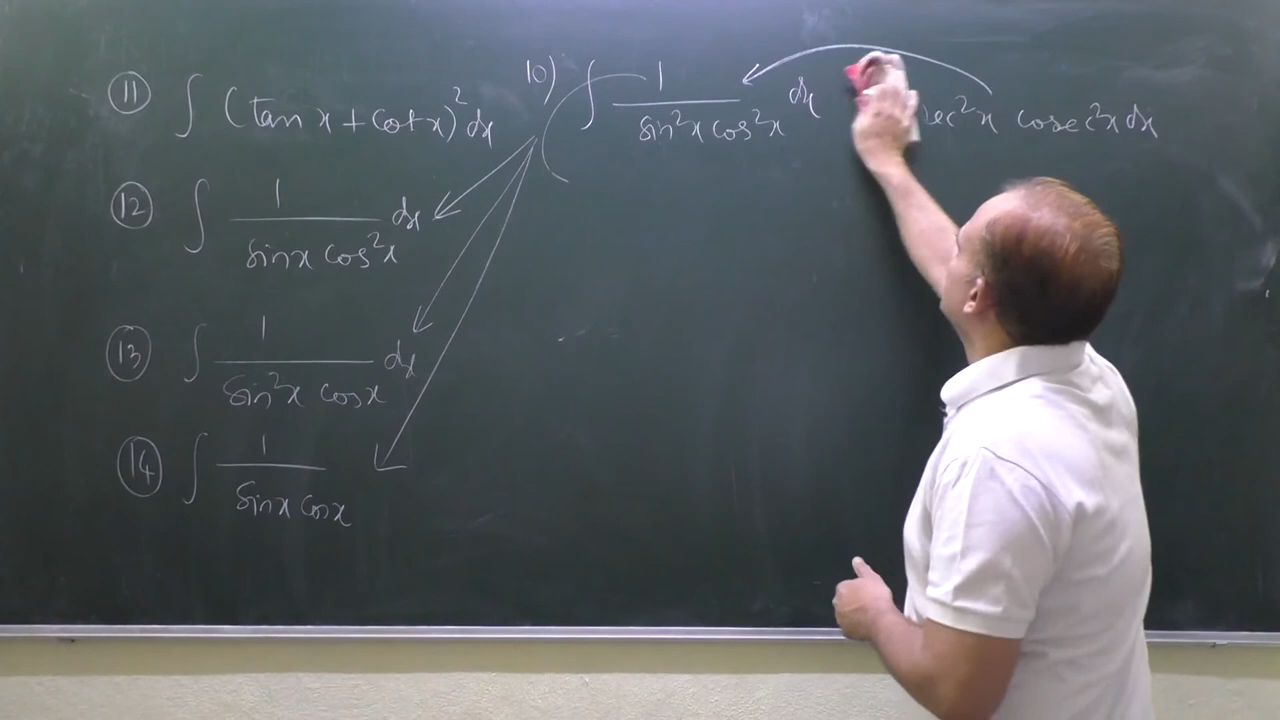 ⑪ ∫ (tan x + cot x)² dx
⑫ ∫ 1/(sin x cos²x) dx
⑬ ∫ 1/(sin²x cos x) dx
⑭ ∫ 1/(sin x cos x)
10) ∫ 1/(sin²x cos²x) dx sec²x cosec²x dx